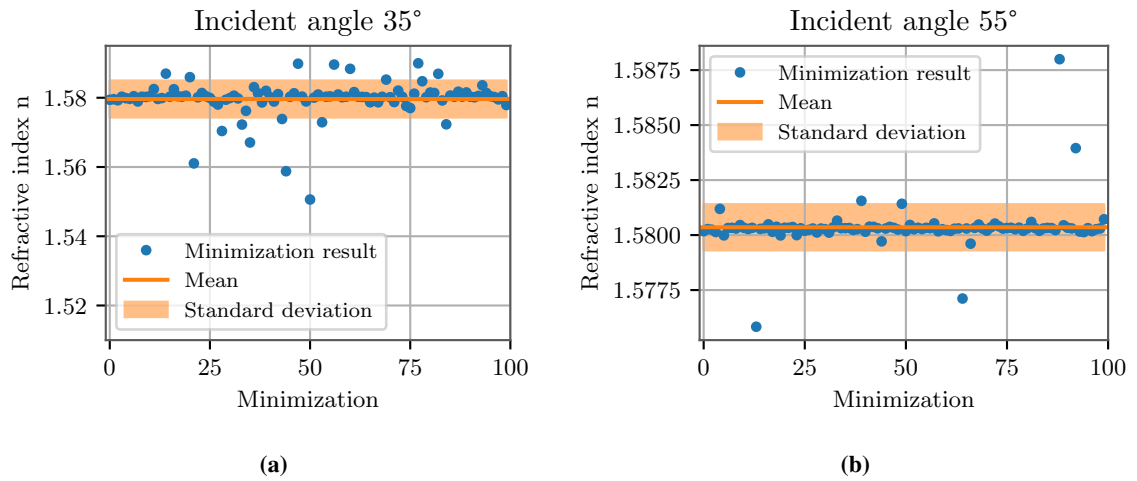 Incident angle 35°
Refractive index n
1.58
1.56
1.54
1.52
Minimization result
Mean
Standard deviation
0
25
50
75
100
Minimization
(a)
Incident angle 55°
Refractive index n
1.5875
1.5850
1.5825
1.5800
1.5775
Minimization result
Mean
Standard deviation
0
25
50
75
100
Minimization
(b)